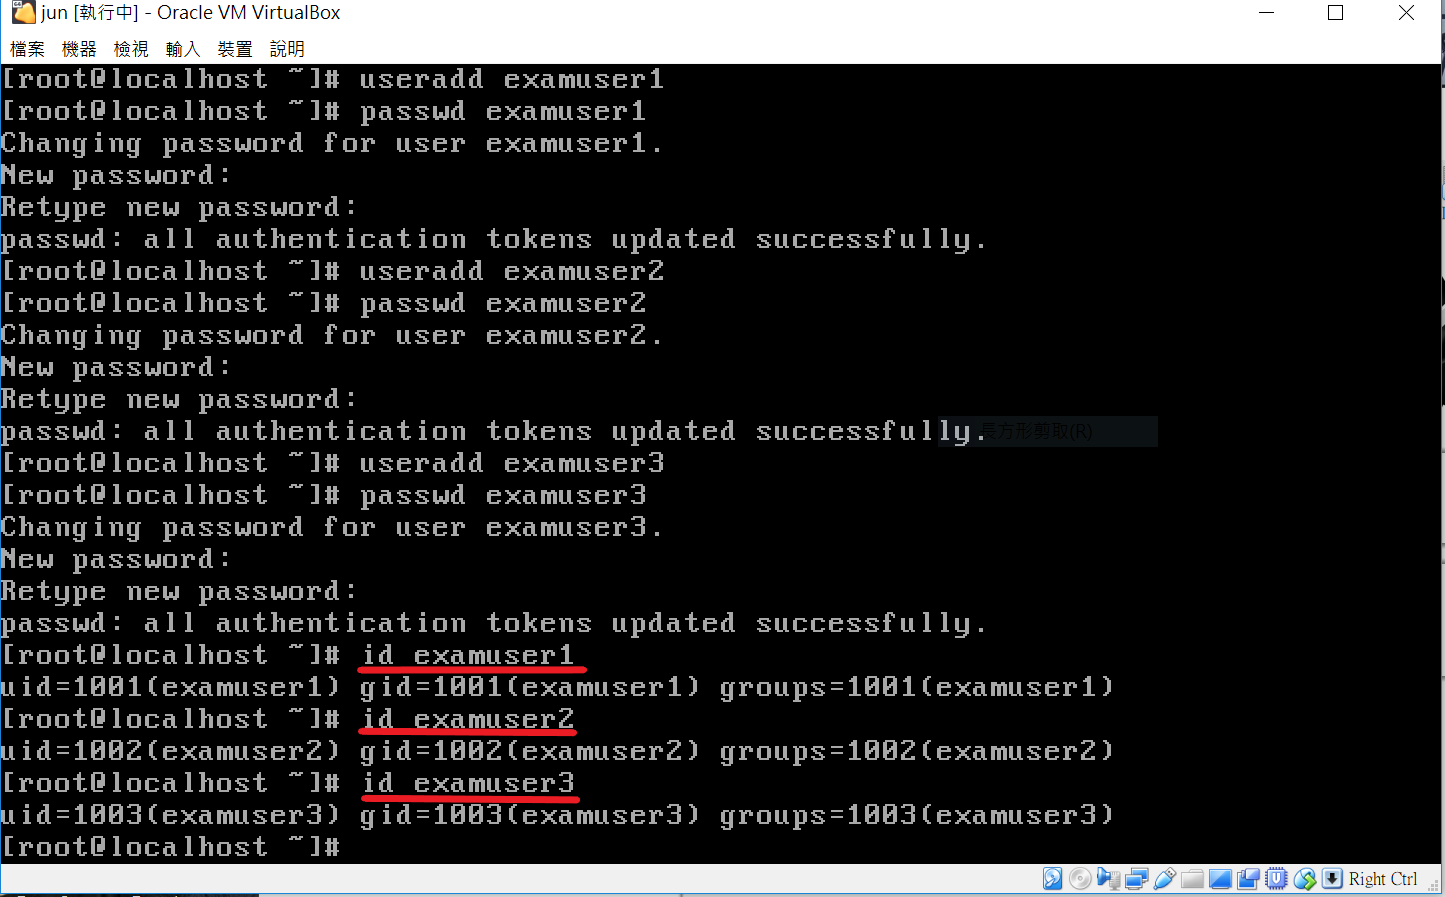 jun [執行中] - Oracle VM VirtualBox
檔案 機器 檢視 輸入 裝置 說明
[root@localhost ~]# useradd examuser1
[root@localhost ~]# passwd examuser1
Changing password for user examuser1.
New password:
Retype new password:
passwd: all authentication tokens updated successfully.
[root@localhost ~]# useradd examuser2
[root@localhost ~]# passwd examuser2
Changing password for user examuser2.
New password:
Retype new password:
passwd: all authentication tokens updated successfully.
長方形剪取(R)
[root@localhost ~]# useradd examuser3
[root@localhost ~]# passwd examuser3
Changing password for user examuser3.
New password:
Retype new password:
passwd: all authentication tokens updated successfully.
[root@localhost ~]# id examuser1
uid=1001(examuser1) gid=1001(examuser1) groups=1001(examuser1)
[root@localhost ~]# id examuser2
uid=1002(examuser2) gid=1002(examuser2) groups=1002(examuser2)
[root@localhost ~]# id examuser3
uid=1003(examuser3) gid=1003(examuser3) groups=1003(examuser3)
[root@localhost ~]#
Right Ctrl